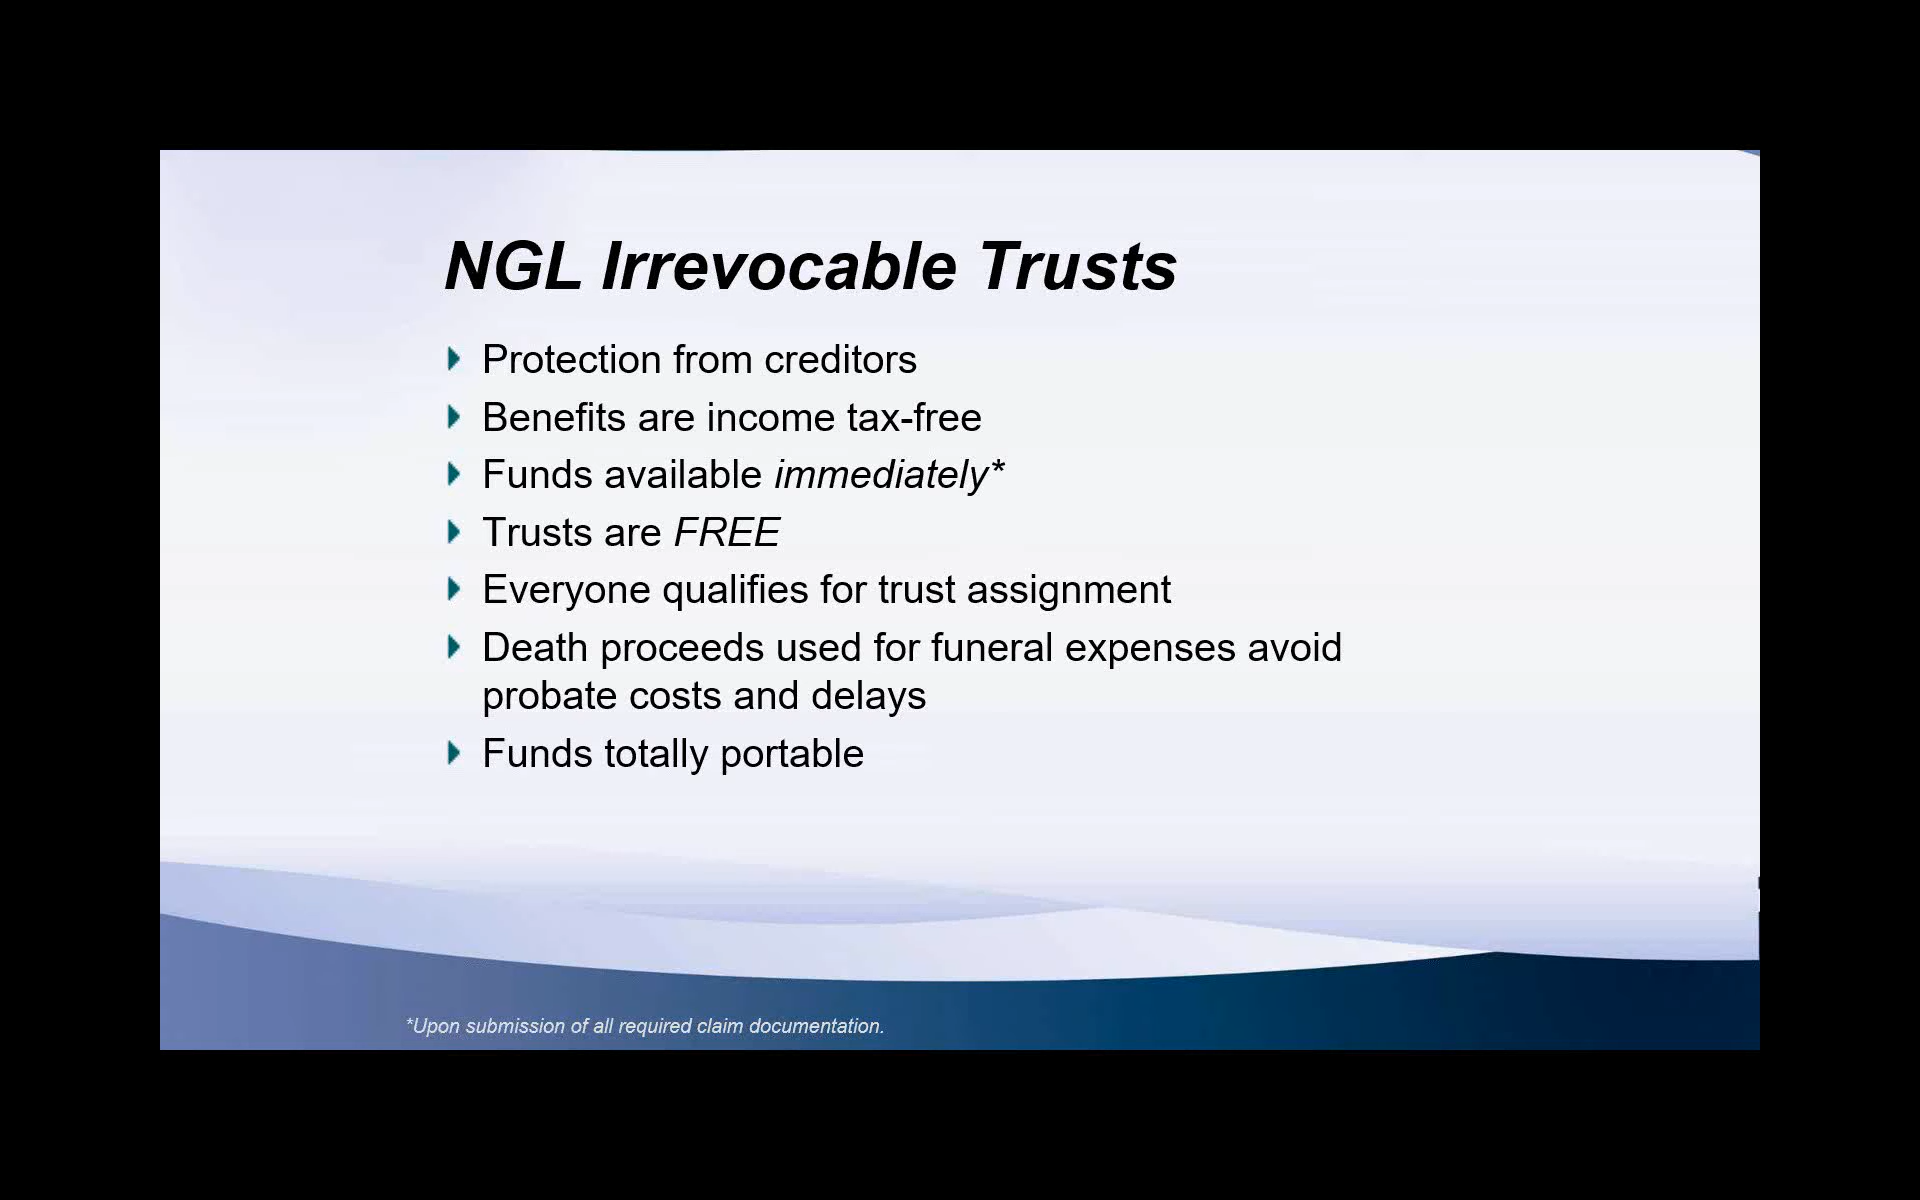 NGL Irrevocable Trusts
Protection from creditors
Benefits are income tax-free
Funds available immediately*
Trusts are FREE
Everyone qualifies for trust assignment
Death proceeds used for funeral expenses avoid
probate costs and delays
Funds totally portable
*Upon submission of all required claim documentation.